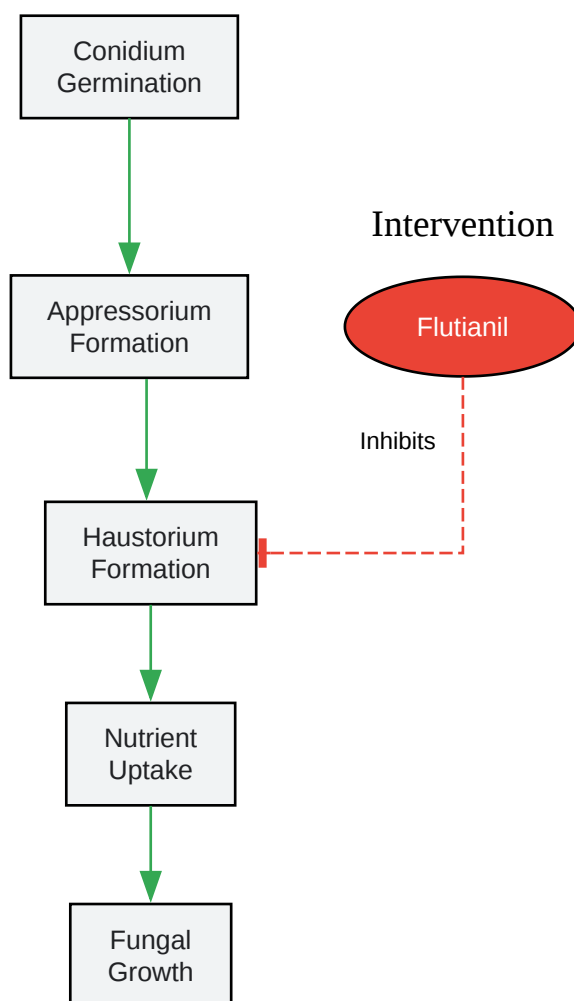 Conidium
Germination
Intervention
Appressorium
Formation
Flutianil
Inhibits
Haustorium
Formation
Nutrient
Uptake
Fungal
Growth